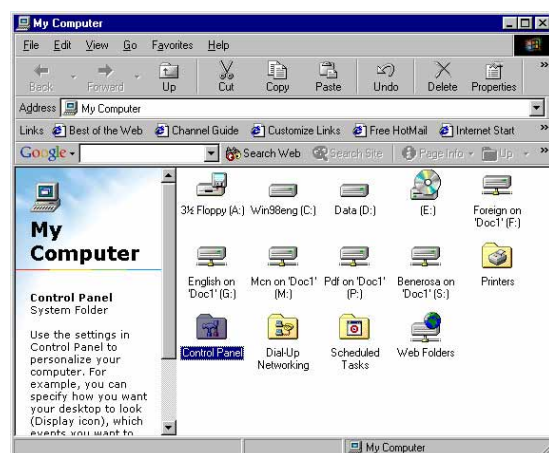 My Computer
File Edit View Go Favorites Help
Back Forward Up Cut Copy Paste Undo Delete Properties »
Address My Computer
Links Best of the Web Channel Guide Customize Links Free HotMail Internet Start »
Google Search Web Search Site Page Info Up »
My
Computer
Control Panel
System Folder
Use the settings in
Control Panel to
personalize your
computer. For
example, you can
specify how you want
your desktop to look
(Display icon), which
events you want to
3½ Floppy (A:) Win98eng (C:) Data (D:) (E:) Foreign on
'Doc1' (F:)
English on Mcn on 'Doc1' Pdf on 'Doc1' Benerosa on Printers
'Doc1' (G:) (M:) (P:) 'Doc1' (S:)
Control Panel Dial-Up Scheduled Web Folders
Networking Tasks
My Computer